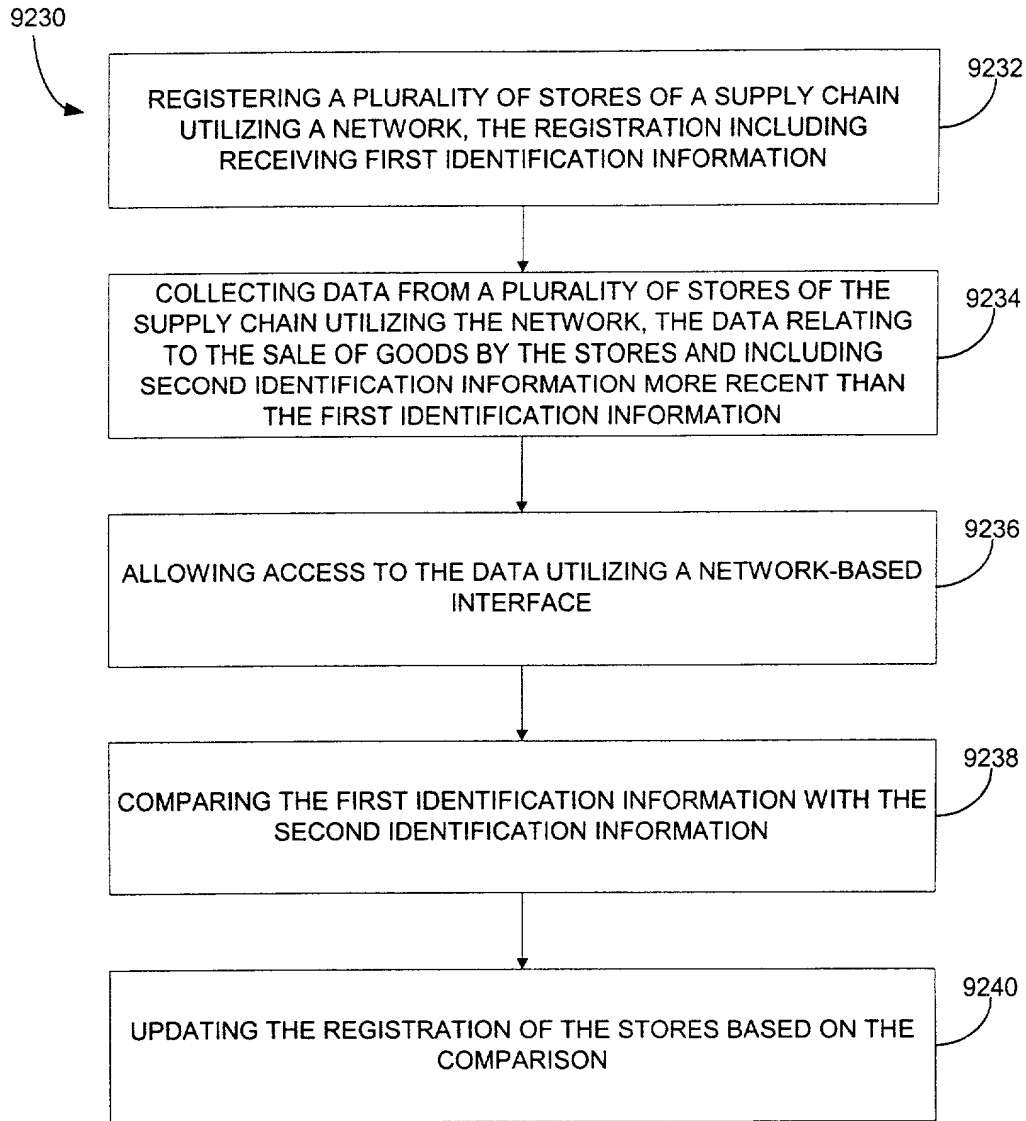 9230
9232
REGISTERING A PLURALITY OF STORES OF A SUPPLY CHAIN
UTILIZING A NETWORK, THE REGISTRATION INCLUDING
RECEIVING FIRST IDENTIFICATION INFORMATION
9234
COLLECTING DATA FROM A PLURALITY OF STORES OF THE
SUPPLY CHAIN UTILIZING THE NETWORK, THE DATA RELATING
TO THE SALE OF GOODS BY THE STORES AND INCLUDING
SECOND IDENTIFICATION INFORMATION MORE RECENT THAN
THE FIRST IDENTIFICATION INFORMATION
9236
ALLOWING ACCESS TO THE DATA UTILIZING A NETWORK-BASED
INTERFACE
9238
COMPARING THE FIRST IDENTIFICATION INFORMATION WITH THE
SECOND IDENTIFICATION INFORMATION
9240
UPDATING THE REGISTRATION OF THE STORES BASED ON THE
COMPARISON